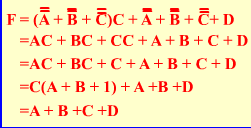 F = (A̿ + B̿ + C̿)C + A̿ + B̿ + C̿ + D
=AC + BC + CC + A + B + C + D
=AC + BC + C + A + B + C + D
=C(A + B + 1) + A +B +D
=A + B +C +D